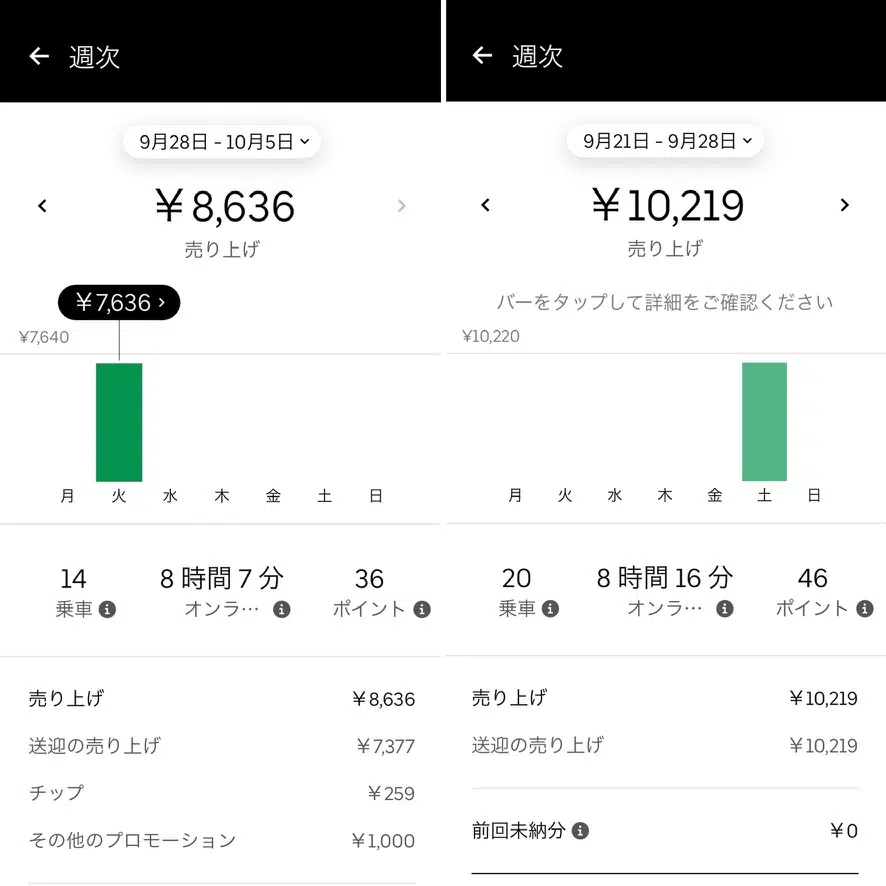 週次
9月28日 - 10月5日
¥8,636
売り上げ
¥7,636
¥7,640
月 火 水 木 金 土 日
14 8 時間 7 分 36
乗車 オンラ… ポイント
売り上げ ¥8,636
送迎の売り上げ ¥7,377
チップ ¥259
その他のプロモーション ¥1,000
週次
9月21日 - 9月28日
¥10,219
売り上げ
バーをタップして詳細をご確認ください
¥10,220
月 火 水 木 金 土 日
20 8 時間 16 分 46
乗車 オンラ… ポイント
売り上げ ¥10,219
送迎の売り上げ ¥10,219
前回未納分 ¥0